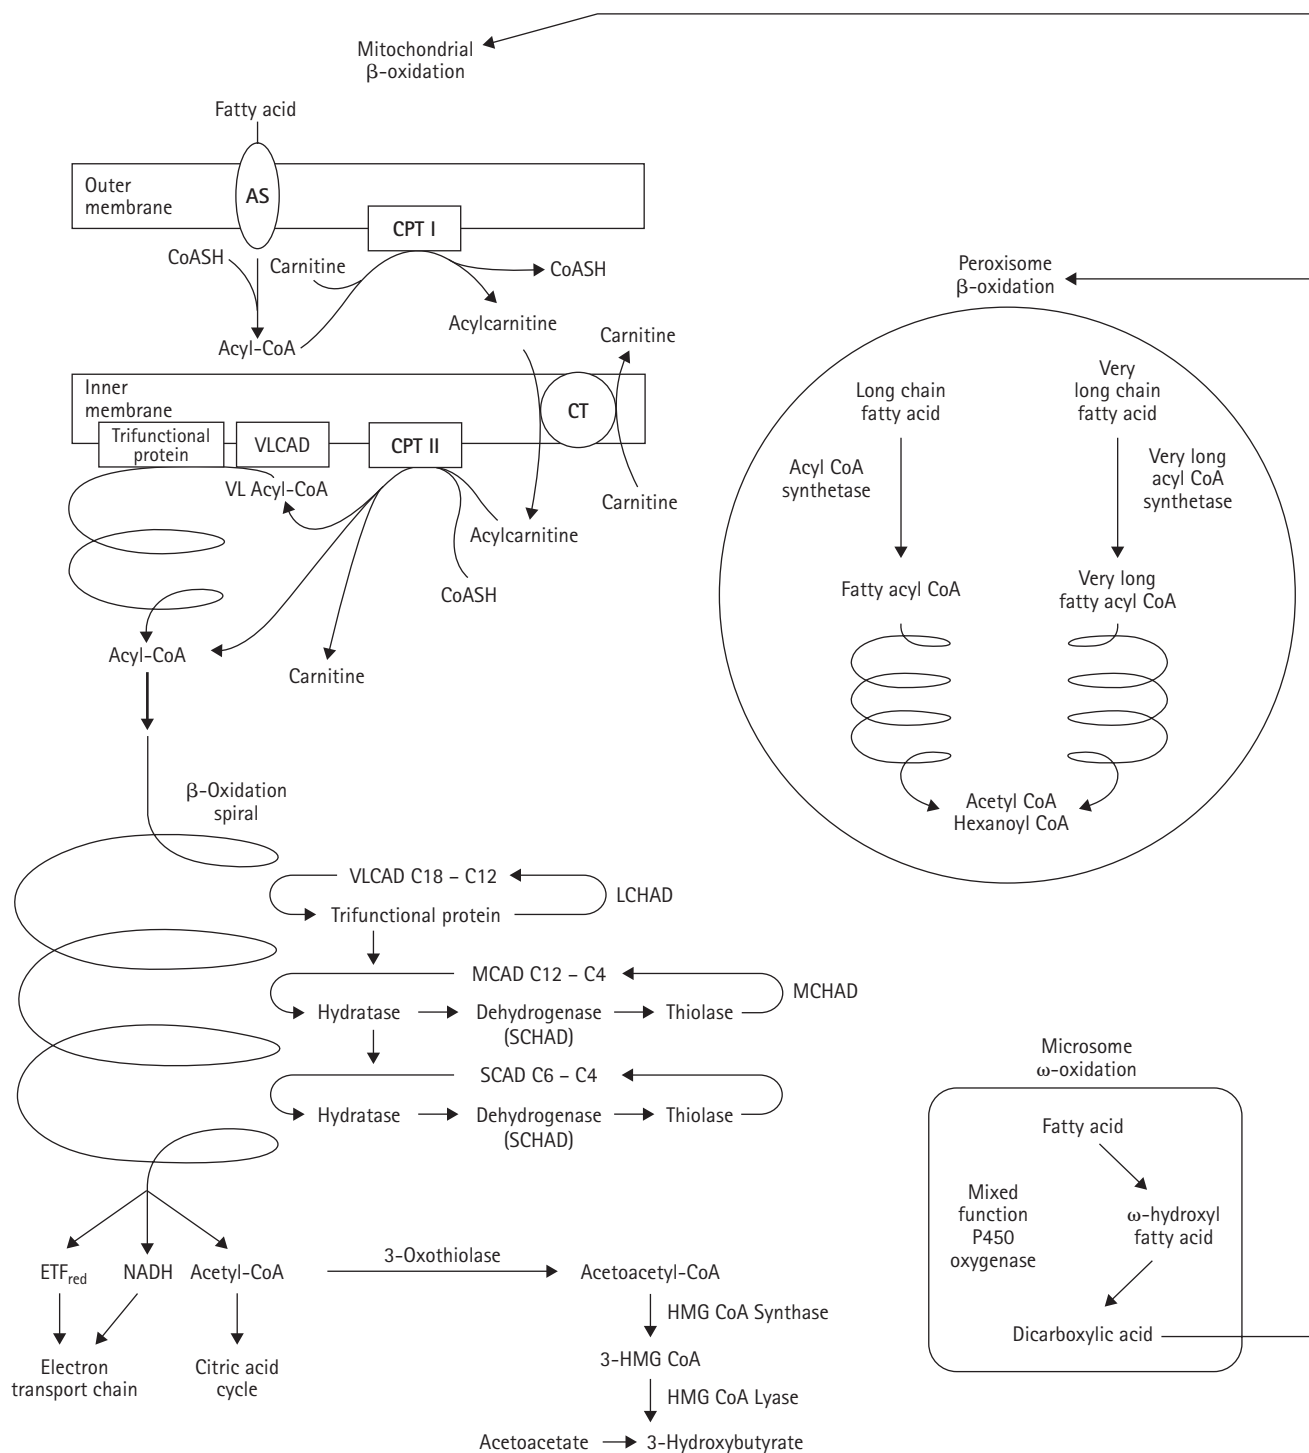 Mitochondrial
β-oxidation
Fatty acid
Outer
membrane
AS
CPT I
CoASH
Carnitine
CoASH
Acyl-CoA
Acylcarnitine
Carnitine
Inner
membrane
CT
Trifunctional
protein
VLCAD
CPT II
VL Acyl-CoA
Carnitine
Acylcarnitine
CoASH
Acyl-CoA
Carnitine
β-Oxidation
spiral
VLCAD C18 – C12
LCHAD
Trifunctional protein
MCAD C12 – C4
MCHAD
Hydratase
Dehydrogenase
(SCHAD)
Thiolase
SCAD C6 – C4
Hydratase
Dehydrogenase
(SCHAD)
Thiolase
ETFred
NADH
Acetyl-CoA
3-Oxothiolase
Acetoacetyl-CoA
HMG CoA Synthase
3-HMG CoA
HMG CoA Lyase
Acetoacetate
3-Hydroxybutyrate
Electron
transport chain
Citric acid
cycle
Peroxisome
β-oxidation
Long chain
fatty acid
Very
long chain
fatty acid
Acyl CoA
synthetase
Very long
acyl CoA
synthetase
Fatty acyl CoA
Very long
fatty acyl CoA
Acetyl CoA
Hexanoyl CoA
Microsome
ω-oxidation
Fatty acid
Mixed
function
P450
oxygenase
ω-hydroxyl
fatty acid
Dicarboxylic acid